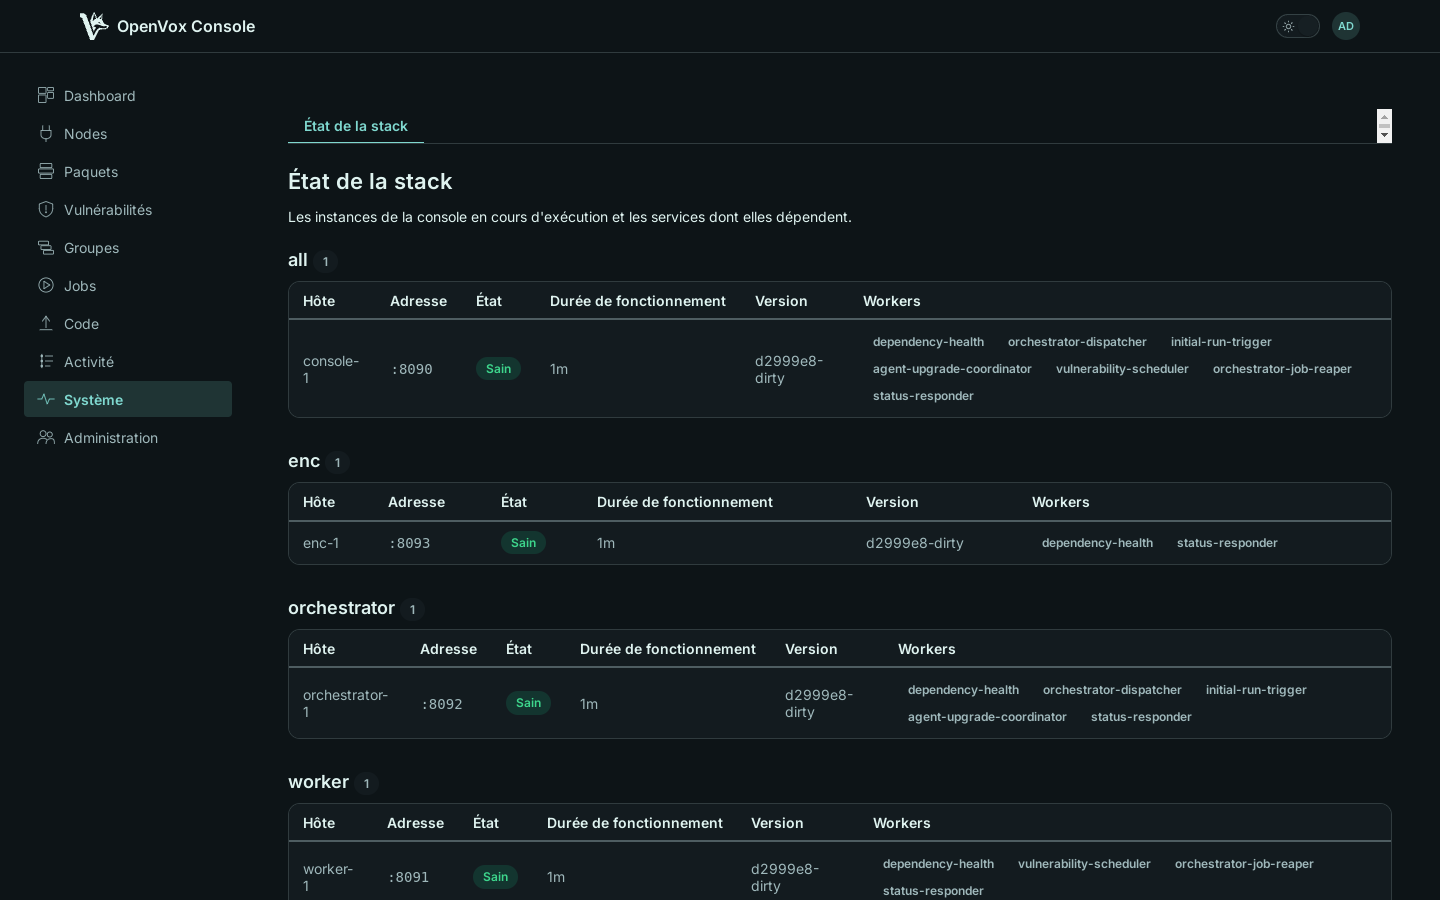 OpenVox Console
AD
Dashboard
Nodes
Paquets
Vulnérabilités
Groupes
Jobs
Code
Activité
Système
Administration
État de la stack
État de la stack
Les instances de la console en cours d'exécution et les services dont elles dépendent.
all 1
Hôte Adresse État Durée de fonctionnement Version Workers
console-1 :8090 Sain 1m d2999e8-dirty dependency-health orchestrator-dispatcher initial-run-trigger
agent-upgrade-coordinator vulnerability-scheduler orchestrator-job-reaper
status-responder
enc 1
Hôte Adresse État Durée de fonctionnement Version Workers
enc-1 :8093 Sain 1m d2999e8-dirty dependency-health status-responder
orchestrator 1
Hôte Adresse État Durée de fonctionnement Version Workers
orchestrator-1 :8092 Sain 1m d2999e8-dirty dependency-health orchestrator-dispatcher initial-run-trigger
agent-upgrade-coordinator status-responder
worker 1
Hôte Adresse État Durée de fonctionnement Version Workers
worker-1 :8091 Sain 1m d2999e8-dirty dependency-health vulnerability-scheduler orchestrator-job-reaper
status-responder